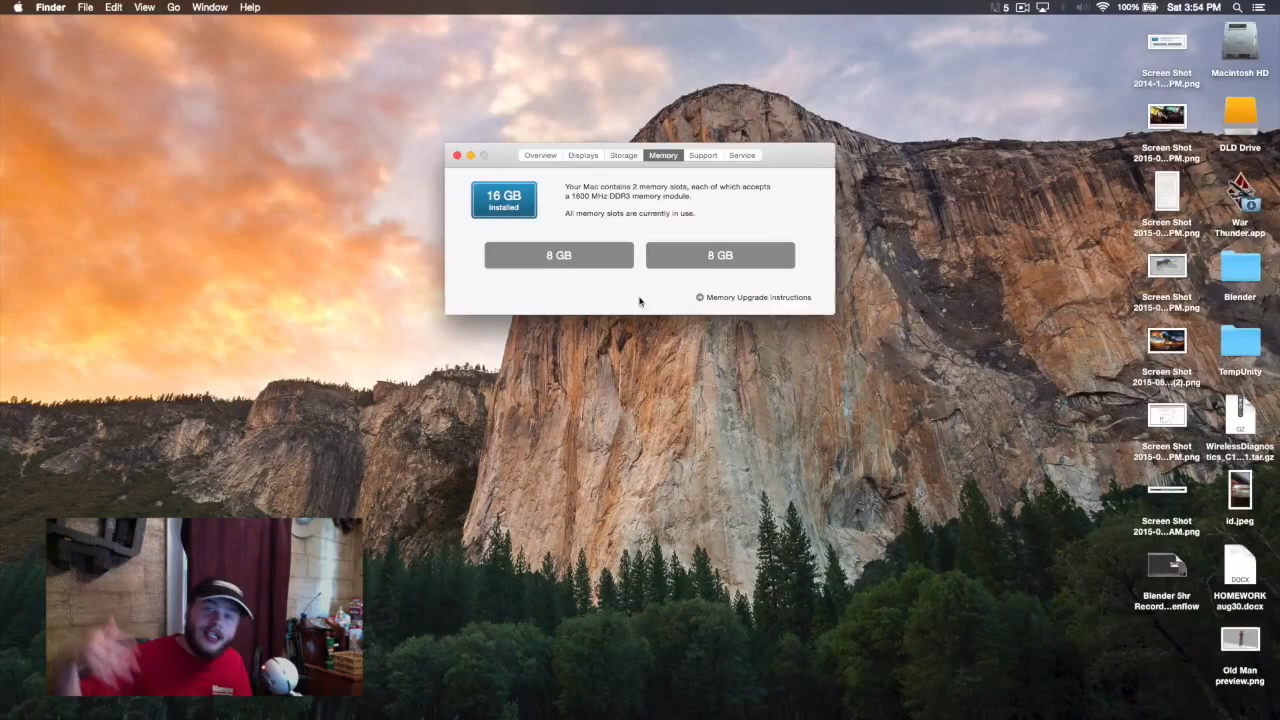 Finder File Edit View Go Window Help
5 100% Sat 3:54 PM
Overview Displays Storage Memory Support Service
16 GB
Installed
Your Mac contains 2 memory slots, each of which accepts
a 1600 MHz DDR3 memory module.
All memory slots are currently in use.
8 GB 8 GB
Memory Upgrade Instructions
Screen Shot
2014-1...PM.png
Macintosh HD
Screen Shot
2015-0...PM.png
DLD Drive
Screen Shot
2015-0...PM.png
War
Thunder.app
Screen Shot
2015-0...PM.png
Blender
Screen Shot
2015-08...(2).png
TempUnity
Screen Shot
2015-0...PM.png
GZ
WirelessDiagnos
tics_C1...1.tar.gz
Screen Shot
2015-0...AM.png
id.jpeg
Blender 5hr
Record...enflow
DOCX
HOMEWORK
aug30.docx
Old Man
preview.png